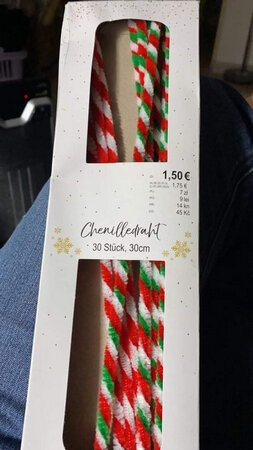 1,50 €
1,75 €
7 zł
9 lei
14 kn
45 Kč
Chenilledraht
30 Stück, 30cm